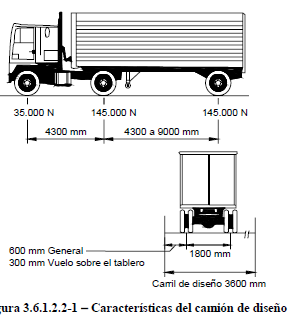 35.000 N 145.000 N 145.000 N
4300 mm 4300 a 9000 mm
600 mm General
300 mm Vuelo sobre el tablero
1800 mm
Carril de diseño 3600 mm
gura 3.6.1.2.2-1 – Características del camión de diseño